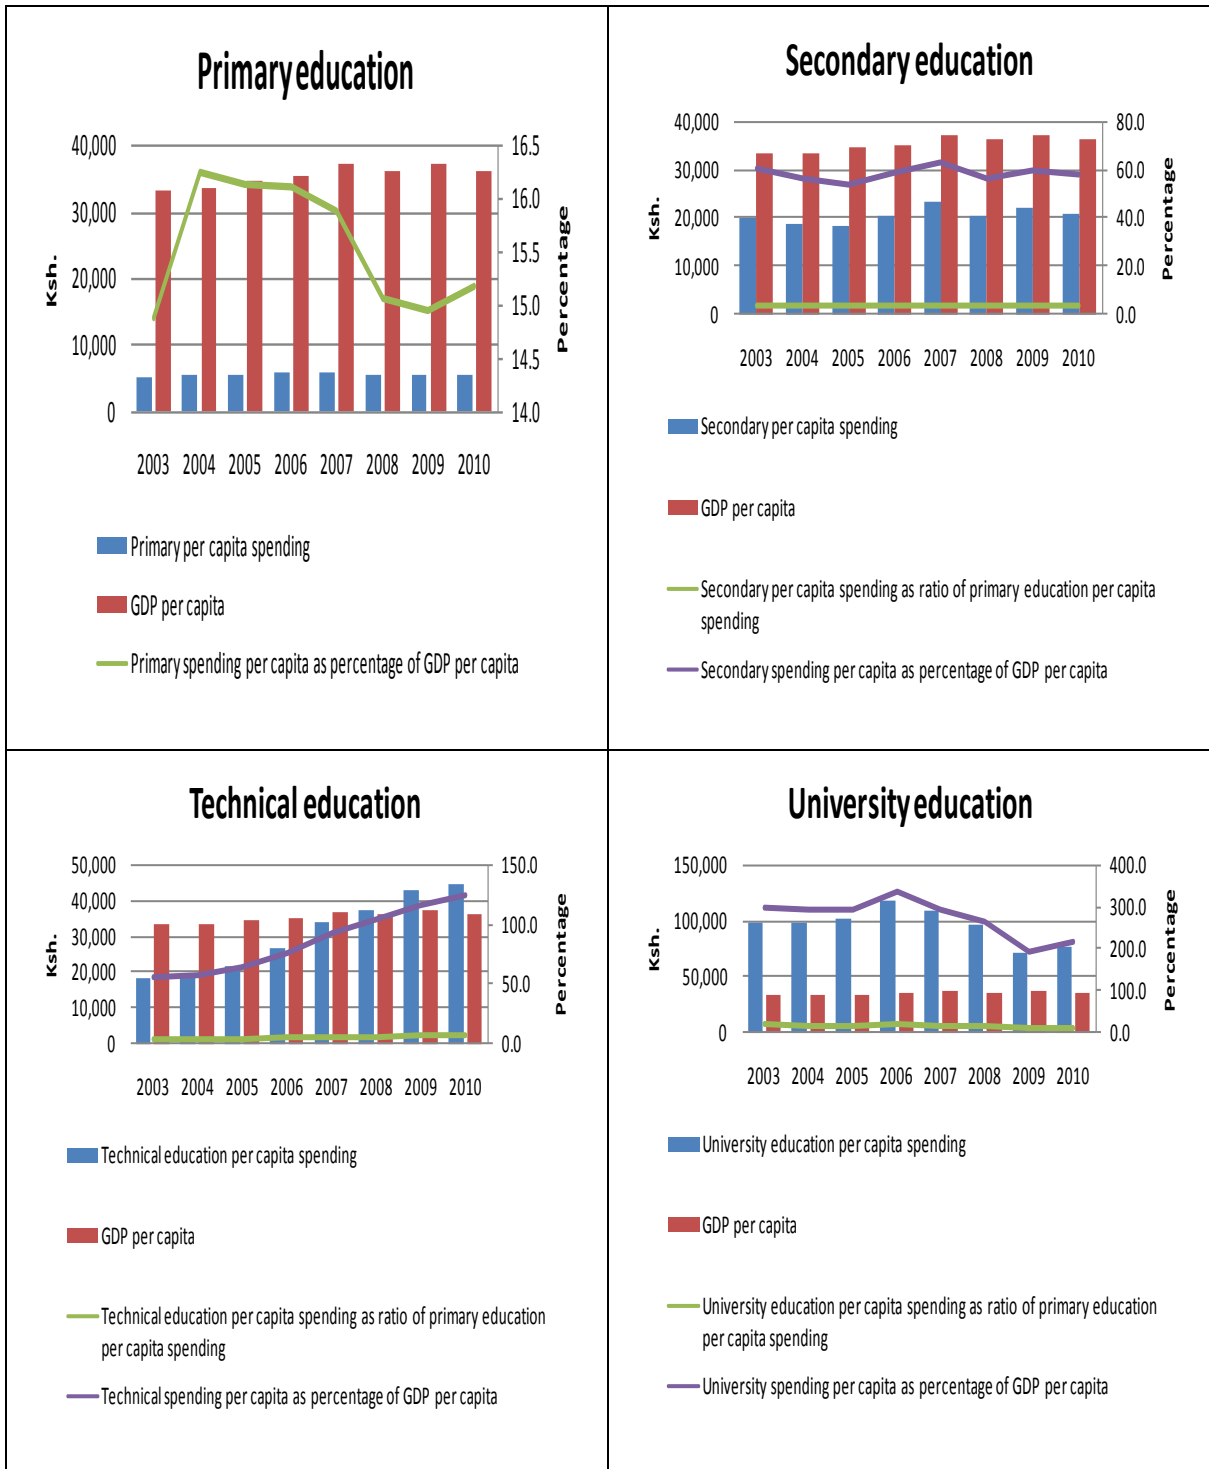 Primary education
40,000
30,000
20,000
10,000
0
Ksh.
16.5
16.0
15.5
15.0
14.5
14.0
Percentage
2003 2004 2005 2006 2007 2008 2009 2010
Primary per capita spending
GDP per capita
Primary spending per capita as percentage of GDP per capita
Secondary education
40,000
30,000
20,000
10,000
0
Ksh.
80.0
60.0
40.0
20.0
0.0
Percentage
2003 2004 2005 2006 2007 2008 2009 2010
Secondary per capita spending
GDP per capita
Secondary per capita spending as ratio of primary education per capita
spending
Secondary spending per capita as percentage of GDP per capita
Technical education
50,000
40,000
30,000
20,000
10,000
0
Ksh.
150.0
100.0
50.0
0.0
Percentage
2003 2004 2005 2006 2007 2008 2009 2010
Technical education per capita spending
GDP per capita
Technical education per capita spending as ratio of primary education
per capita spending
Technical spending per capita as percentage of GDP per capita
University education
150,000
100,000
50,000
0
Ksh.
400.0
300.0
200.0
100.0
0.0
Percentage
2003 2004 2005 2006 2007 2008 2009 2010
University education per capita spending
GDP per capita
University education per capita spending as ratio of primary education
per capita spending
University spending per capita as percentage of GDP per capita